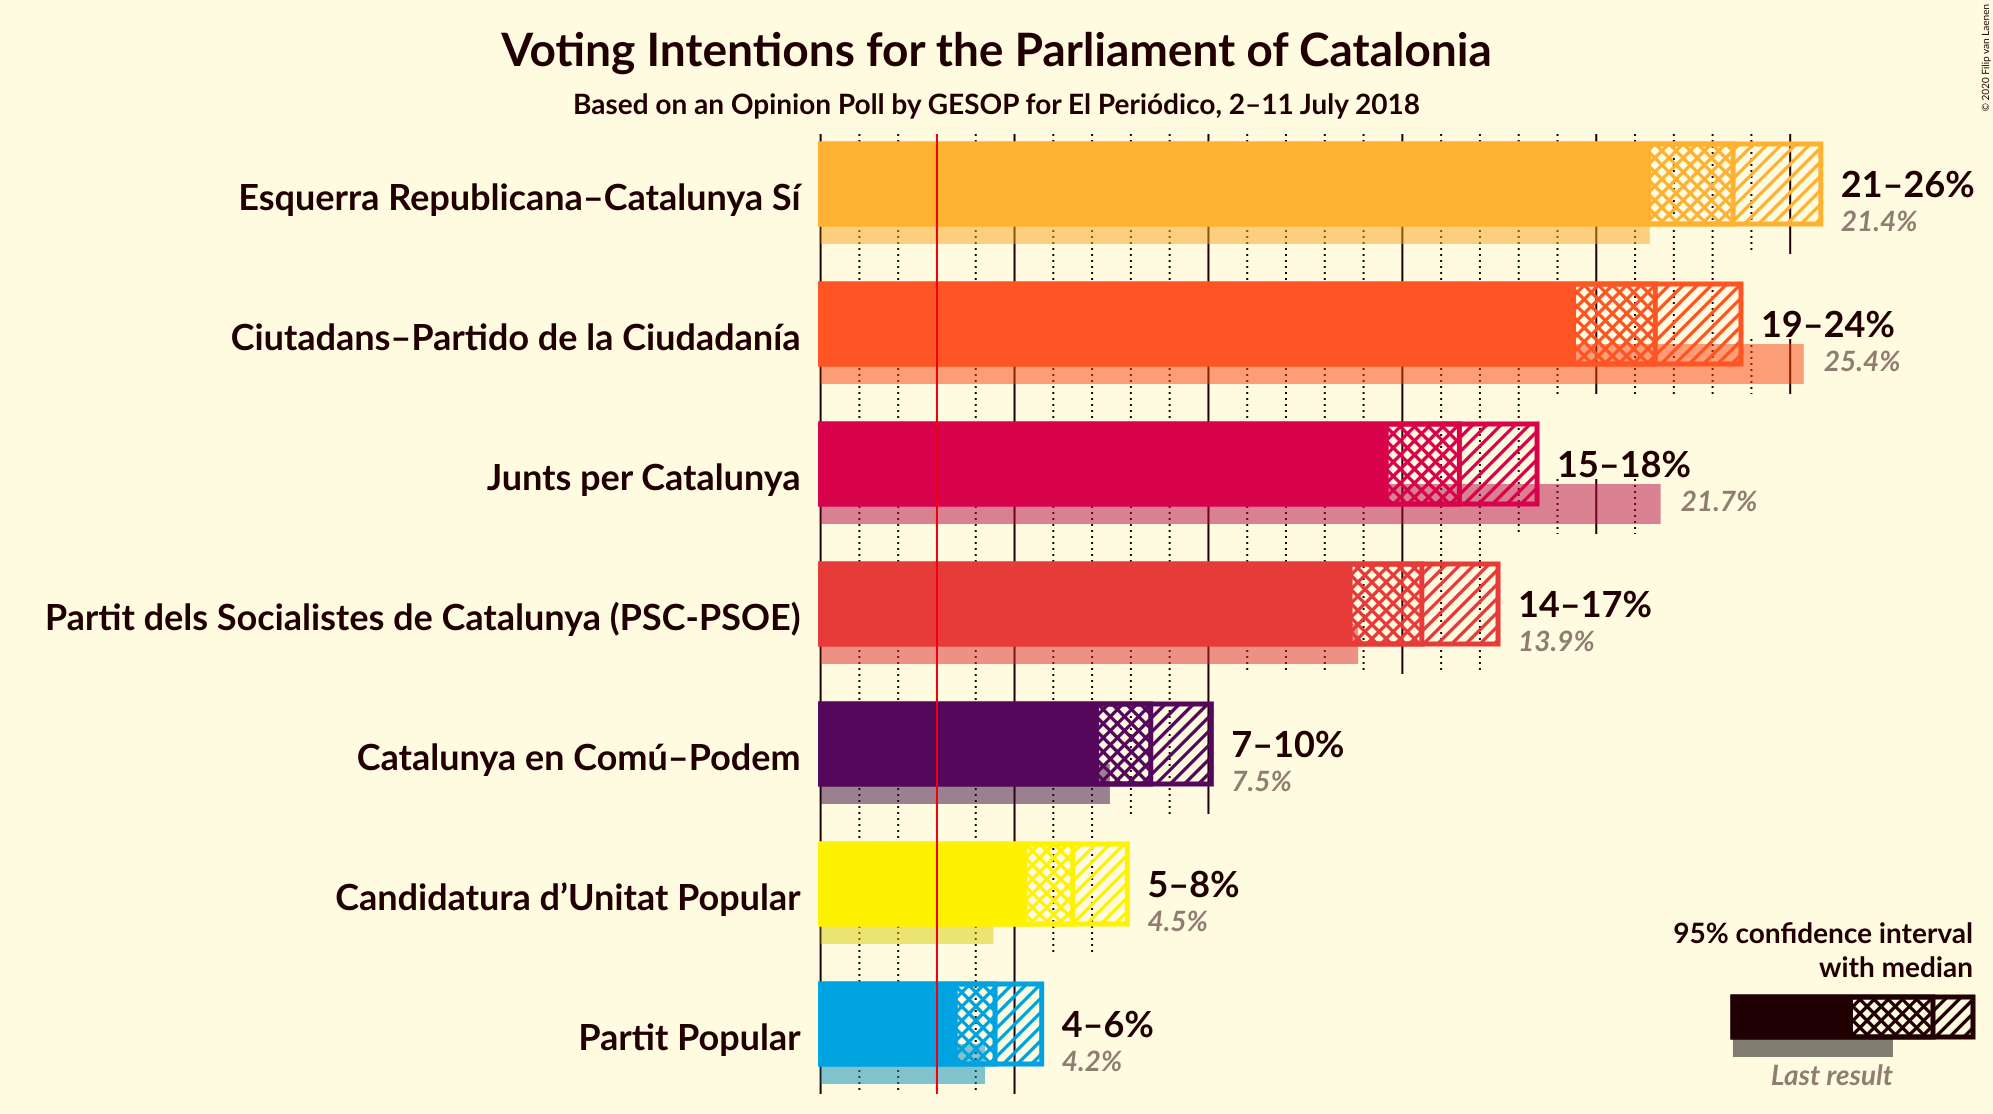 Voting Intentions for the Parliament of Catalonia
Based on an Opinion Poll by GESOP for El Periódico, 2–11 July 2018
© 2020 Filip van Laenen
Esquerra Republicana–Catalunya Sí
21–26%
21.4%
Ciutadans–Partido de la Ciudadanía
19–24%
25.4%
Junts per Catalunya
15–18%
21.7%
Partit dels Socialistes de Catalunya (PSC-PSOE)
14–17%
13.9%
Catalunya en Comú–Podem
7–10%
7.5%
Candidatura d’Unitat Popular
5–8%
4.5%
Partit Popular
4–6%
4.2%
95% confidence interval
with median
Last result